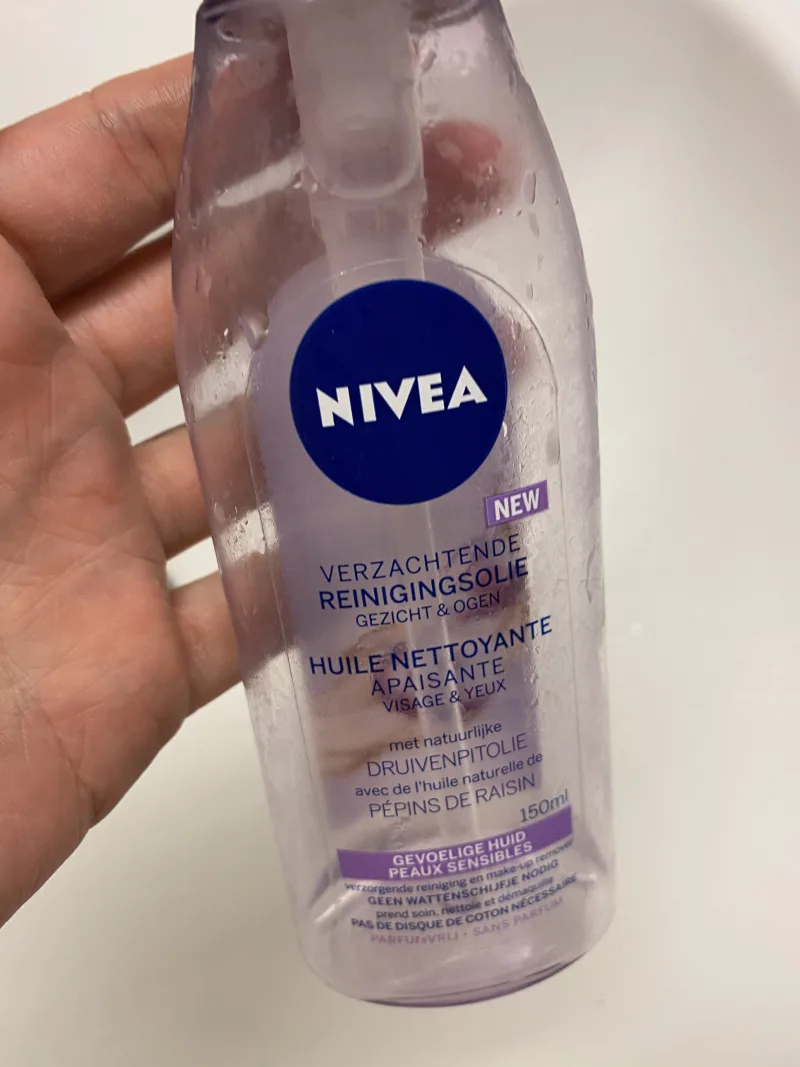 NIVEA
NEW
VERZACHTENDE
REINIGINGSOLIE
GEZICHT & OGEN
HUILE NETTOYANTE
APAISANTE
VISAGE & YEUX
met natuurlijke
DRUIVENPITOLIE
avec de l'huile naturelle de
PÉPINS DE RAISIN
150ml
GEVOELIGE HUID
PEAUX SENSIBLES
verzorgende reiniging en make-up remover
GEEN WATTENSCHIJFJE NODIG
prend soin, nettoie et démaquille
PAS DE DISQUE DE COTON NÉCESSAIRE
PARFUMVRIJ • SANS PARFUM